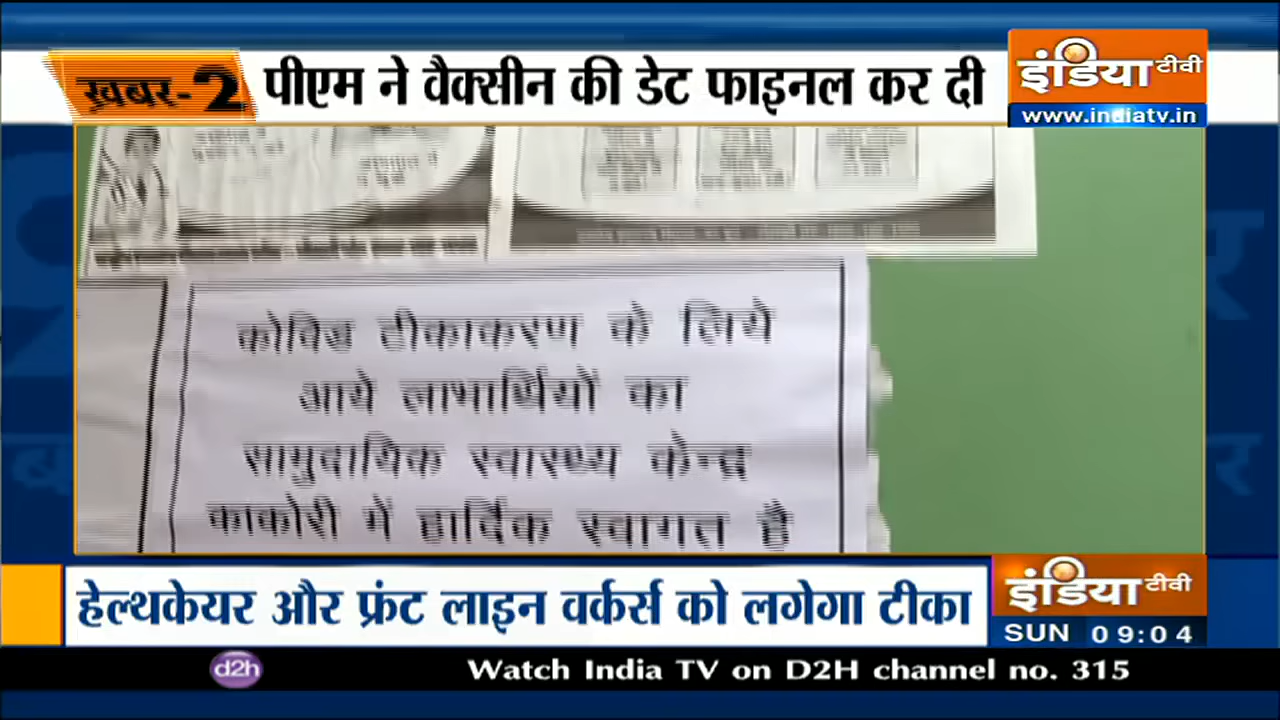 ख़बर-2 पीएम ने वैक्सीन की डेट फाइनल कर दी
इंडिया टीवी
www.indiatv.in
कोविड टीकाकरण के लिये
आये लाभार्थियों का
सामुदायिक स्वास्थ्य केन्द्र
काकोरी में हार्दिक स्वागत है
हेल्थकेयर और फ्रंट लाइन वर्कर्स को लगेगा टीका
इंडिया टीवी
SUN 09:04
d2h Watch India TV on D2H channel no. 315